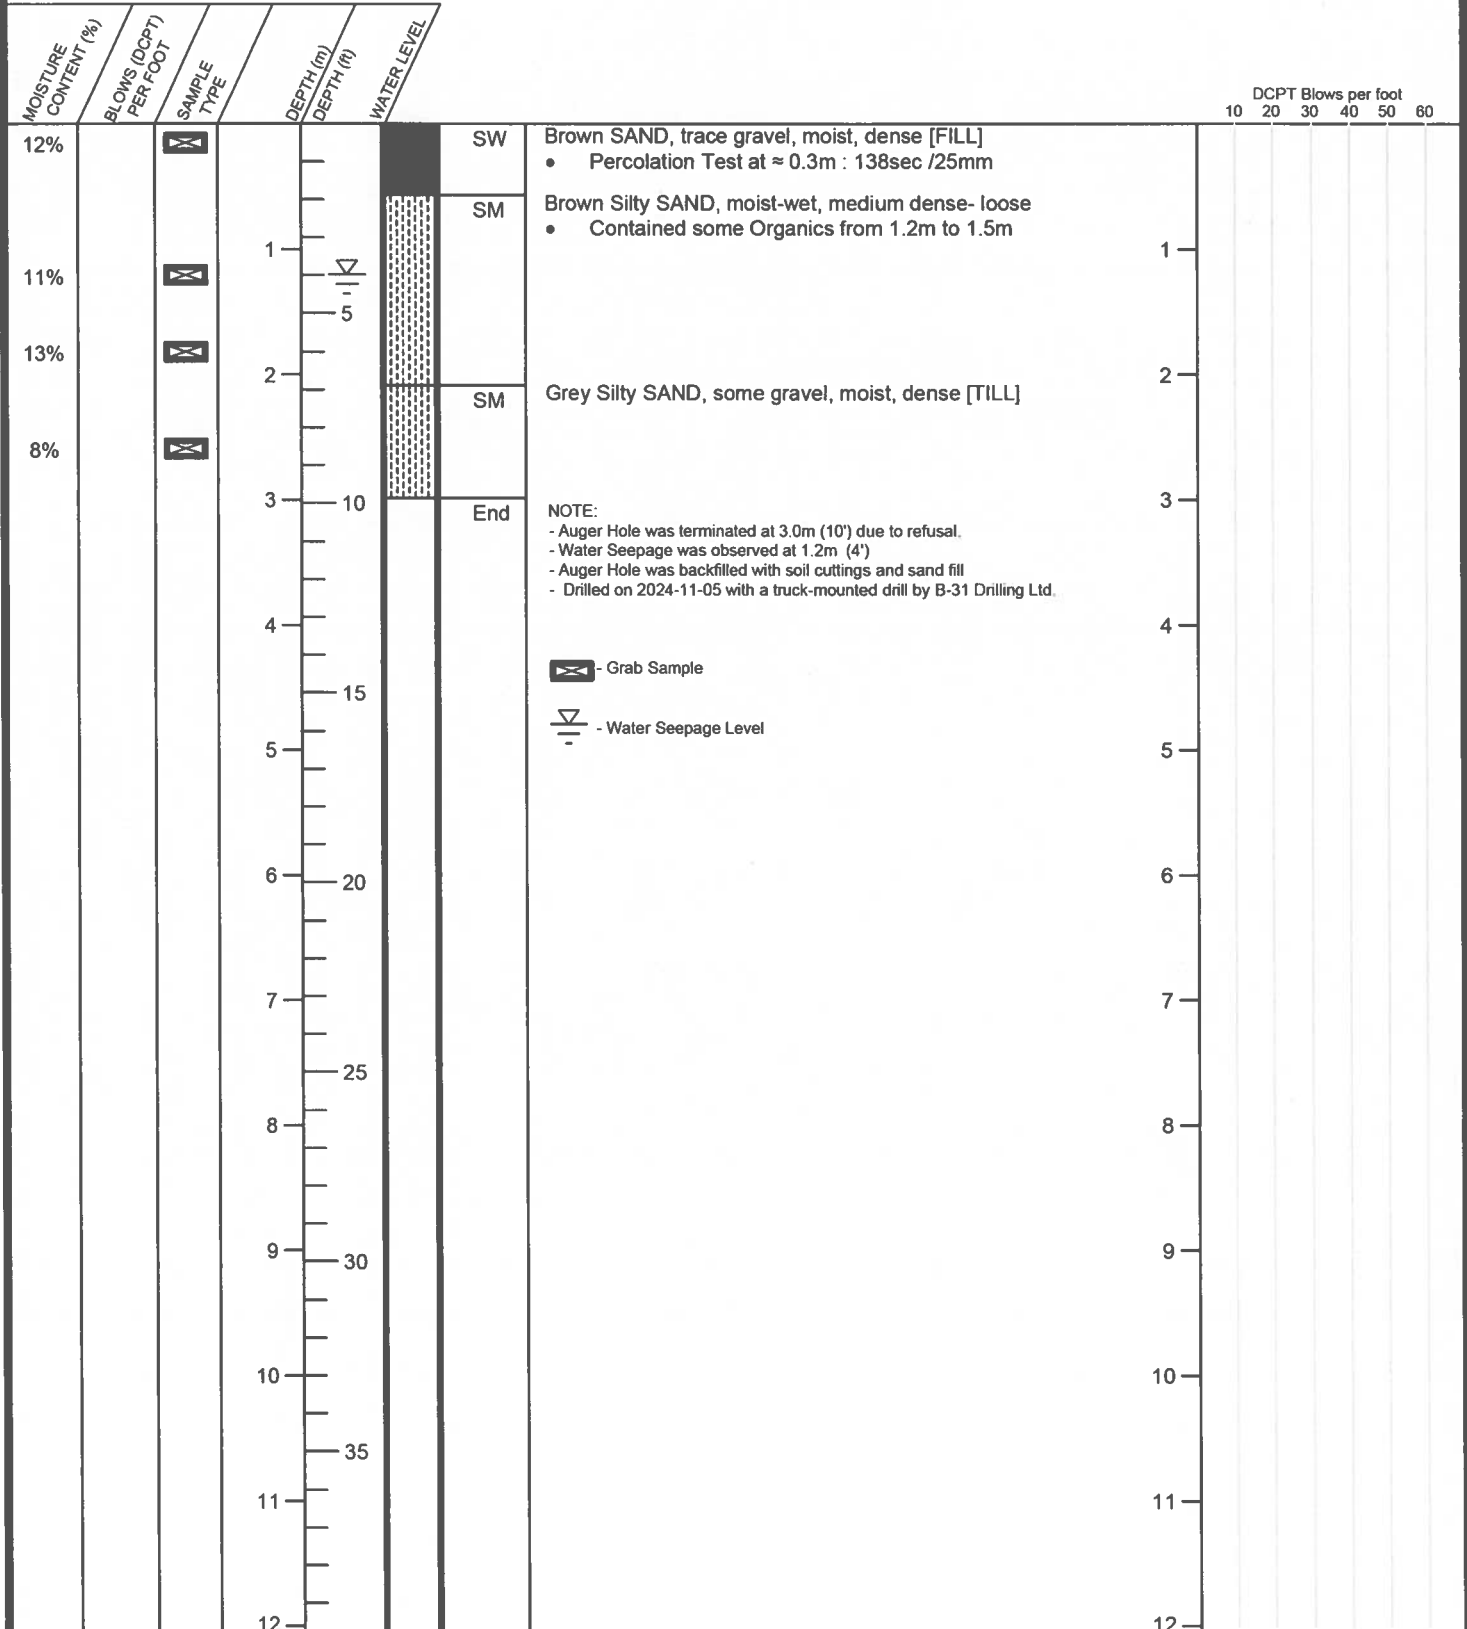 MOISTURE
CONTENT (%)
BLOWS (DCPT)
PER FOOT
SAMPLE
TYPE
DEPTH (m)
DEPTH (ft)
WATER LEVEL
DCPT Blows per foot
10 20 30 40 50 60
12% SW Brown SAND, trace gravel, moist, dense [FILL]
• Percolation Test at ≈ 0.3m : 138sec /25mm
SM Brown Silty SAND, moist-wet, medium dense- loose
• Contained some Organics from 1.2m to 1.5m
1 1
11%
5
13%
2 2
SM Grey Silty SAND, some gravel, moist, dense [TILL]
8%
3 10 3
End NOTE:
- Auger Hole was terminated at 3.0m (10') due to refusal.
- Water Seepage was observed at 1.2m (4')
- Auger Hole was backfilled with soil cuttings and sand fill
- Drilled on 2024-11-05 with a truck-mounted drill by B-31 Drilling Ltd.
4 4
- Grab Sample
15
- Water Seepage Level
5 5
6 20 6
7 7
25
8 8
9 30 9
10 10
35
11 11
12 12